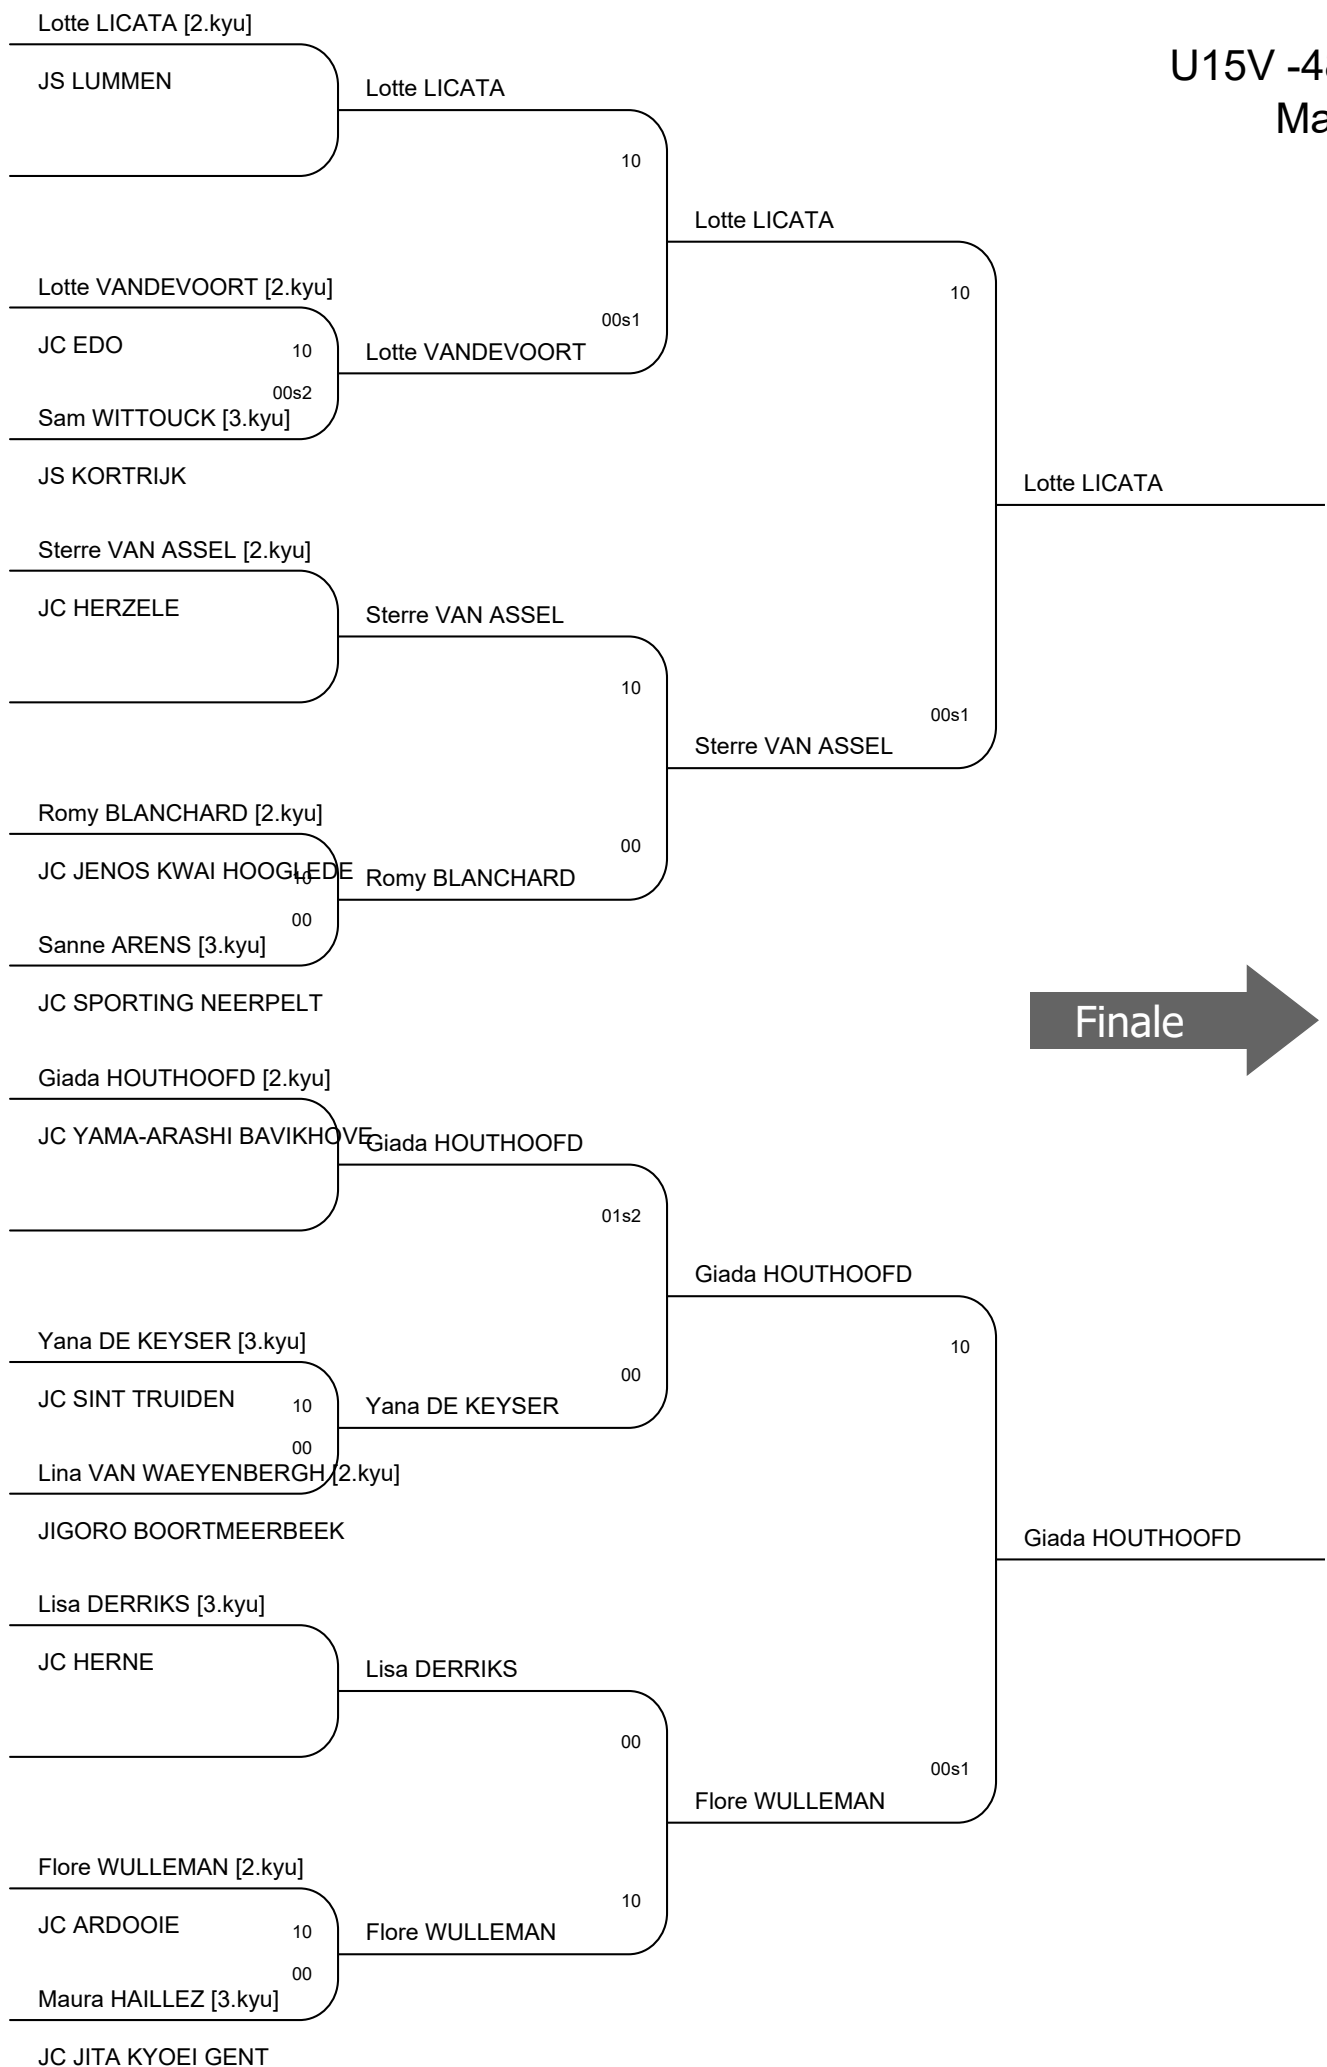 Lotte LICATA [2.kyu]
JS LUMMEN
Lotte LICATA
U15V
10
Lotte LICATA
Lotte VANDEVOORT [2.kyu]
10
00s1
JC EDO
10
Lotte VANDEVOORT
00s2
Sam WITTOUCK [3.kyu]
JS KORTRIJK
Lotte LICATA
Sterre VAN ASSEL [2.kyu]
JC HERZELE
Sterre VAN ASSEL
10
00s1
Sterre VAN ASSEL
Romy BLANCHARD [2.kyu]
00
JC JENOS KWAI HOOGLEDE
10
Romy BLANCHARD
00
Sanne ARENS [3.kyu]
JC SPORTING NEERPELT
Finale
Giada HOUTHOOFD [2.kyu]
JC YAMA-ARASHI BAVIKHOVE
Giada HOUTHOOFD
01s2
Giada HOUTHOOFD
Yana DE KEYSER [3.kyu]
10
00
JC SINT TRUIDEN
10
Yana DE KEYSER
00
Lina VAN WAEYENBERGH [2.kyu]
JIGORO BOORTMEERBEEK
Giada HOUTHOOFD
Lisa DERRIKS [3.kyu]
JC HERNE
Lisa DERRIKS
00
00s1
Flore WULLEMAN
Flore WULLEMAN [2.kyu]
10
JC ARDOOIE
10
Flore WULLEMAN
00
Maura HAILLEZ [3.kyu]
JC JITA KYOEI GENT